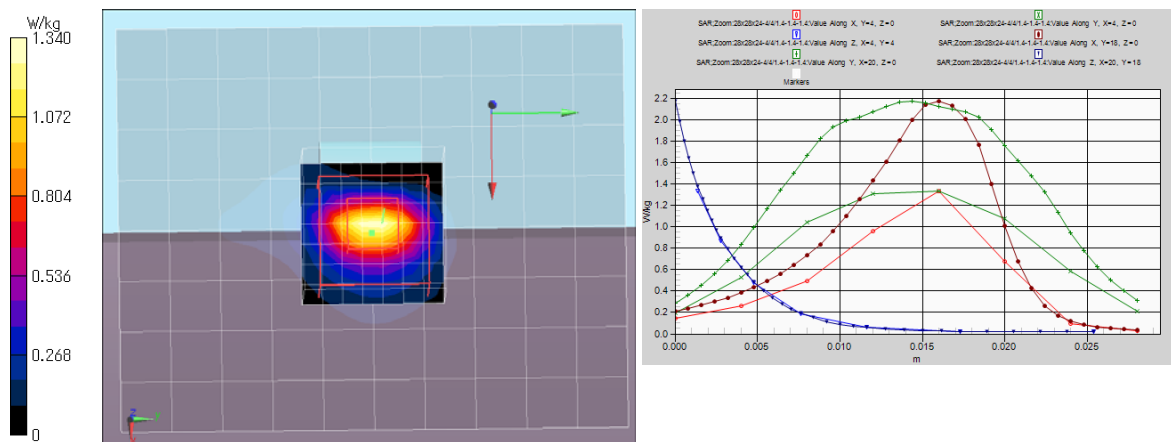 W/kg
1.340
1.072
0.804
0.536
0.268
0
z
SAR;Zoom:28x28x24-4/4/1.4-1.4-1.4:Value Along X, Y=4, Z=0
SAR;Zoom:28x28x24-4/4/1.4-1.4-1.4:Value Along Y, X=4, Z=0
SAR;Zoom:28x28x24-4/4/1.4-1.4-1.4:Value Along Z, X=4, Y=4
SAR;Zoom:28x28x24-4/4/1.4-1.4-1.4:Value Along X, Y=18, Z=0
SAR;Zoom:28x28x24-4/4/1.4-1.4-1.4:Value Along Y, X=20, Z=0
SAR;Zoom:28x28x24-4/4/1.4-1.4-1.4:Value Along Z, X=20, Y=18
Markers
2.2
2.0
1.8
1.6
1.4
1.2
W/kg
1.0
0.8
0.6
0.4
0.2
0.0
0.000
0.005
0.010
0.015
0.020
0.025
m